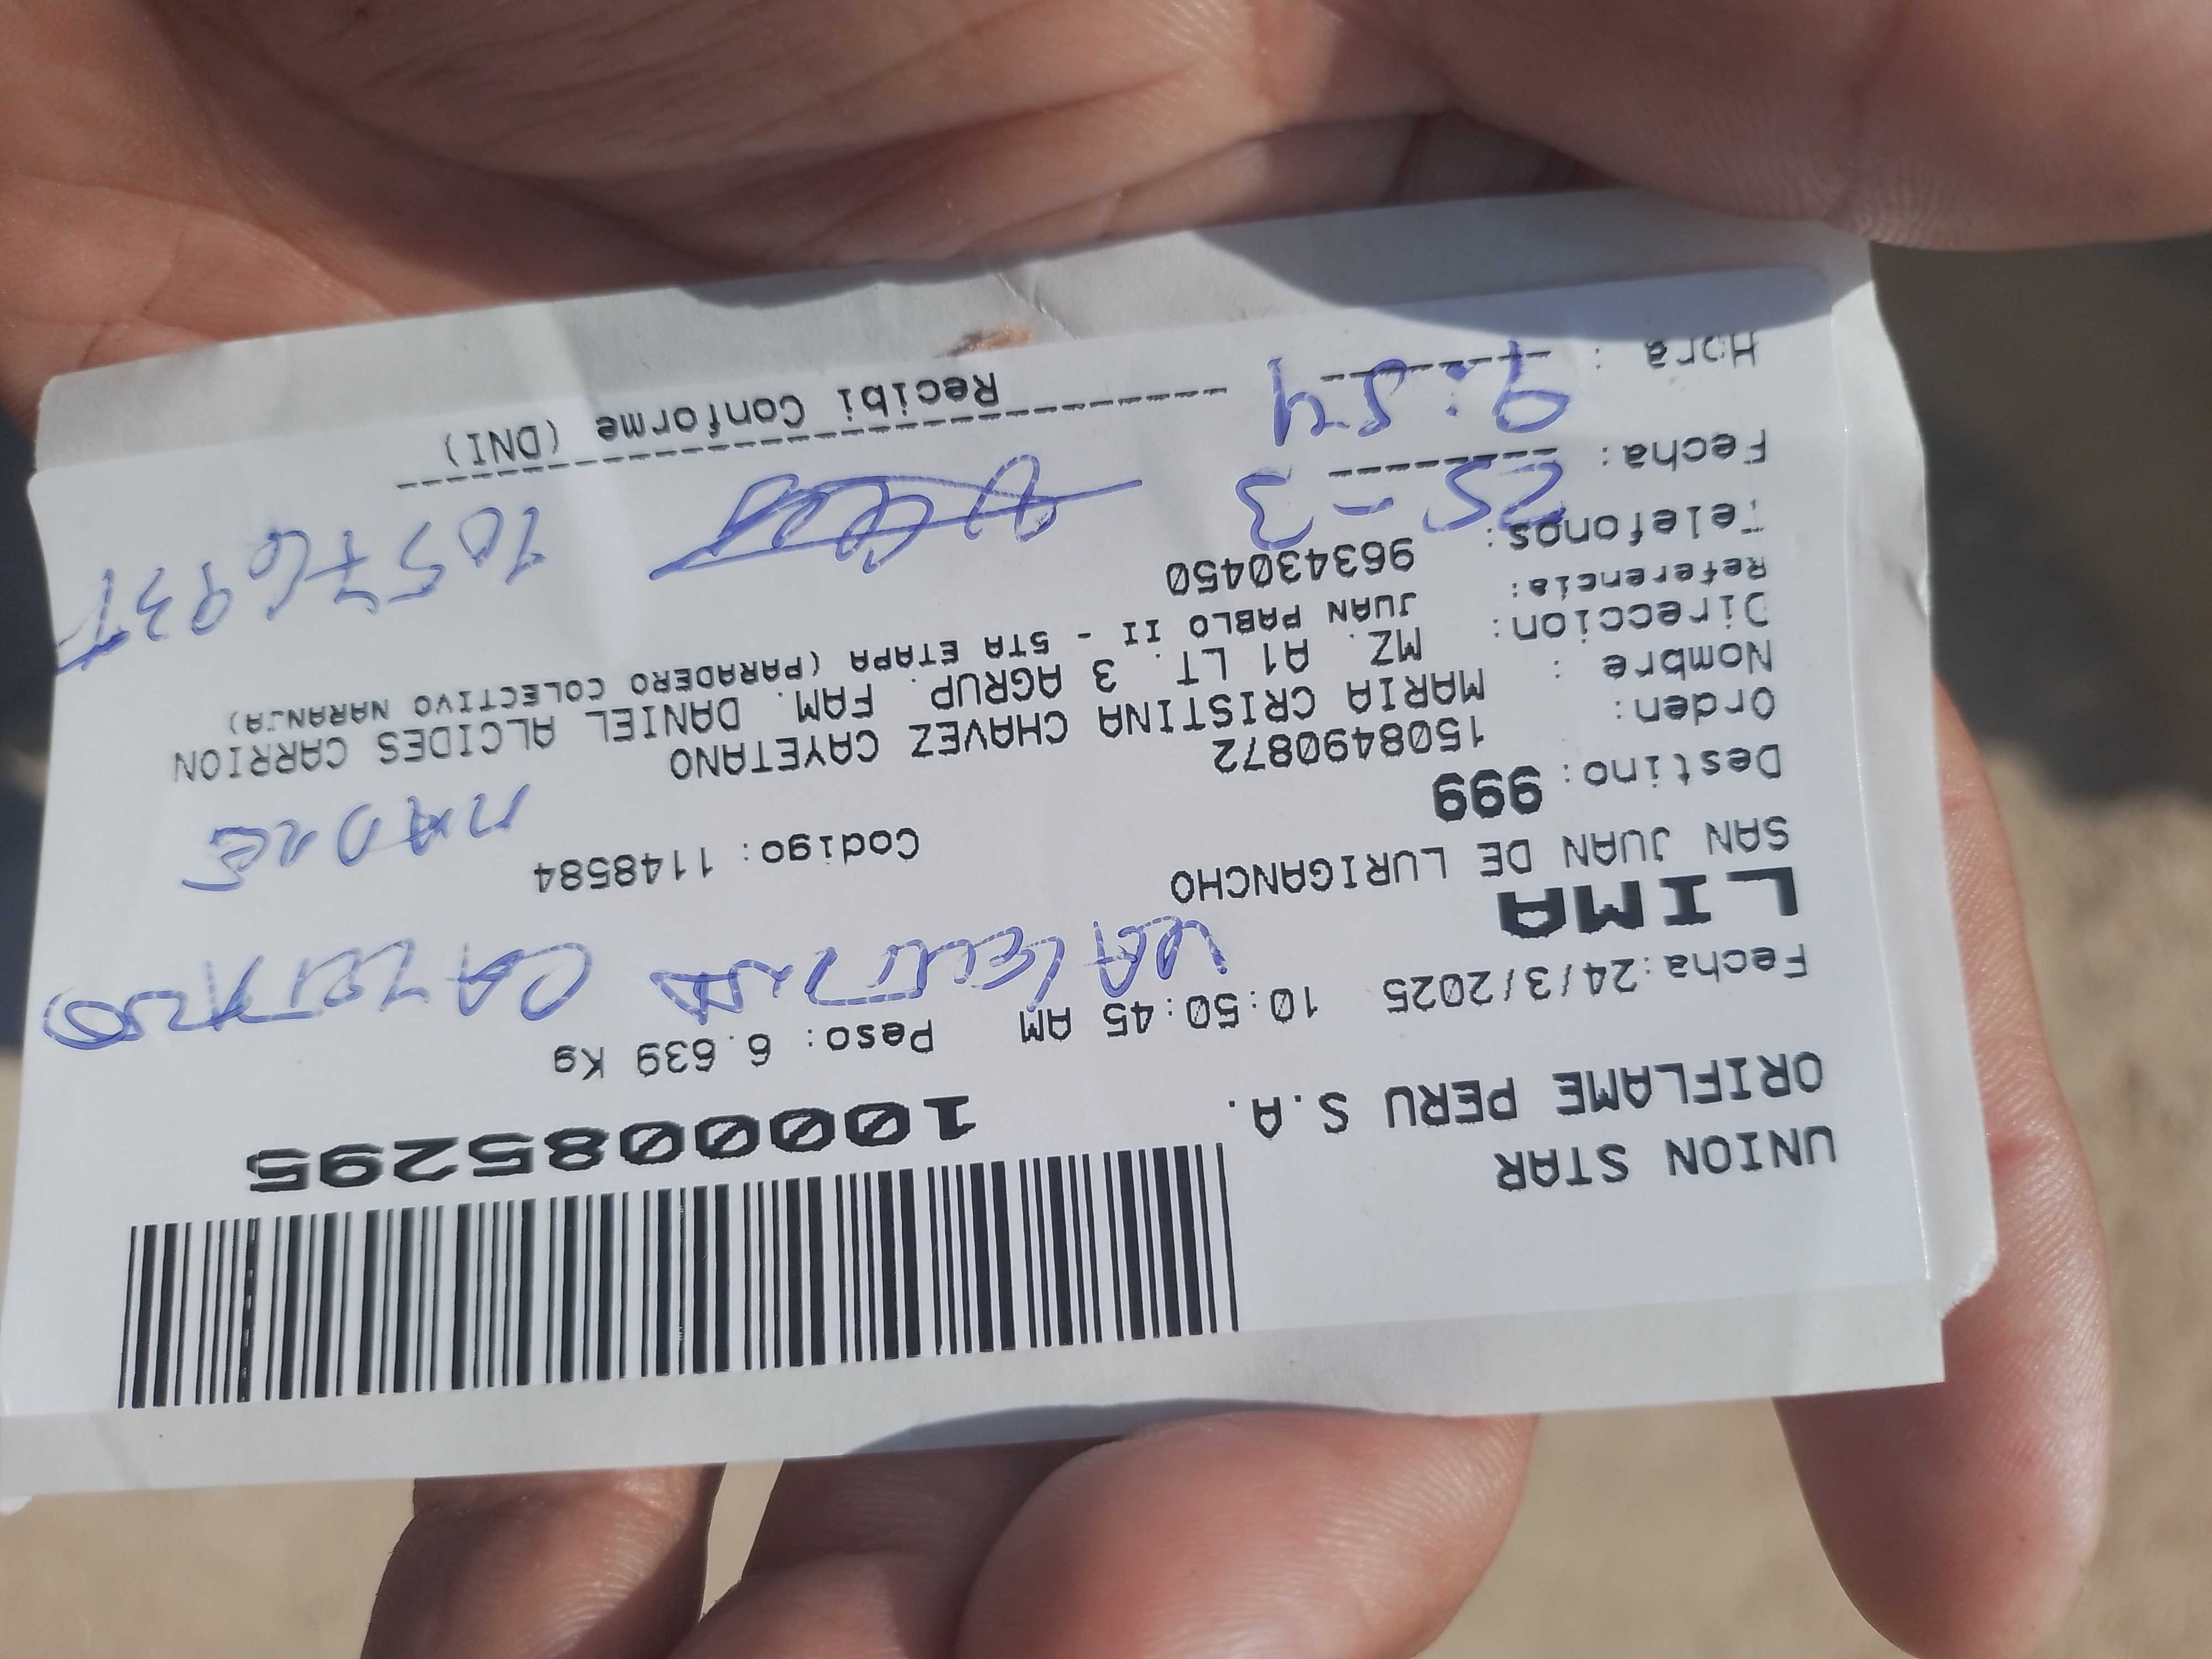 UNION STAR
ORIFLAME PERU S.A.
1000085295
Fecha:24/3/2025 10:50:45 AM Peso: 6.639 Kg
LIMA
VALENTINA CAYETANO
SAN JUAN DE LURIGANCHO
Destino: 999 Codigo: 1148584
MADRE
Orden: 1508490872
Nombre : MARIA CRISTINA CHAVEZ CAYETANO
Direccion: MZ. A1 LT. 3 AGRUP. FAM. DANIEL ALCIDES CARRION
Referencia: JUAN PABLO II - 5TA ETAPA (PARADERO COLECTIVO NARANJA)
Telefonos: 963430450
Fecha: 25-3
Hora : 9:54
Recibi Conforme (DNI)